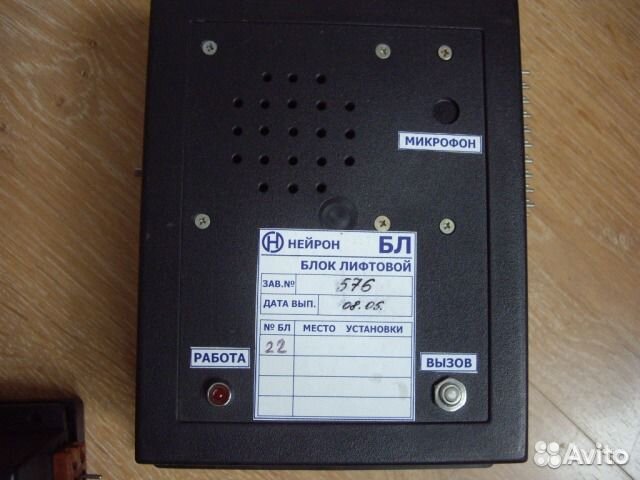 МИКРОФОН
Н НЕЙРОН БЛ
БЛОК ЛИФТОВОЙ
ЗАВ.№ 576
ДАТА ВЫП. 08.05.
№ БЛ МЕСТО УСТАНОВКИ
22
РАБОТА
ВЫЗОВ
Avito